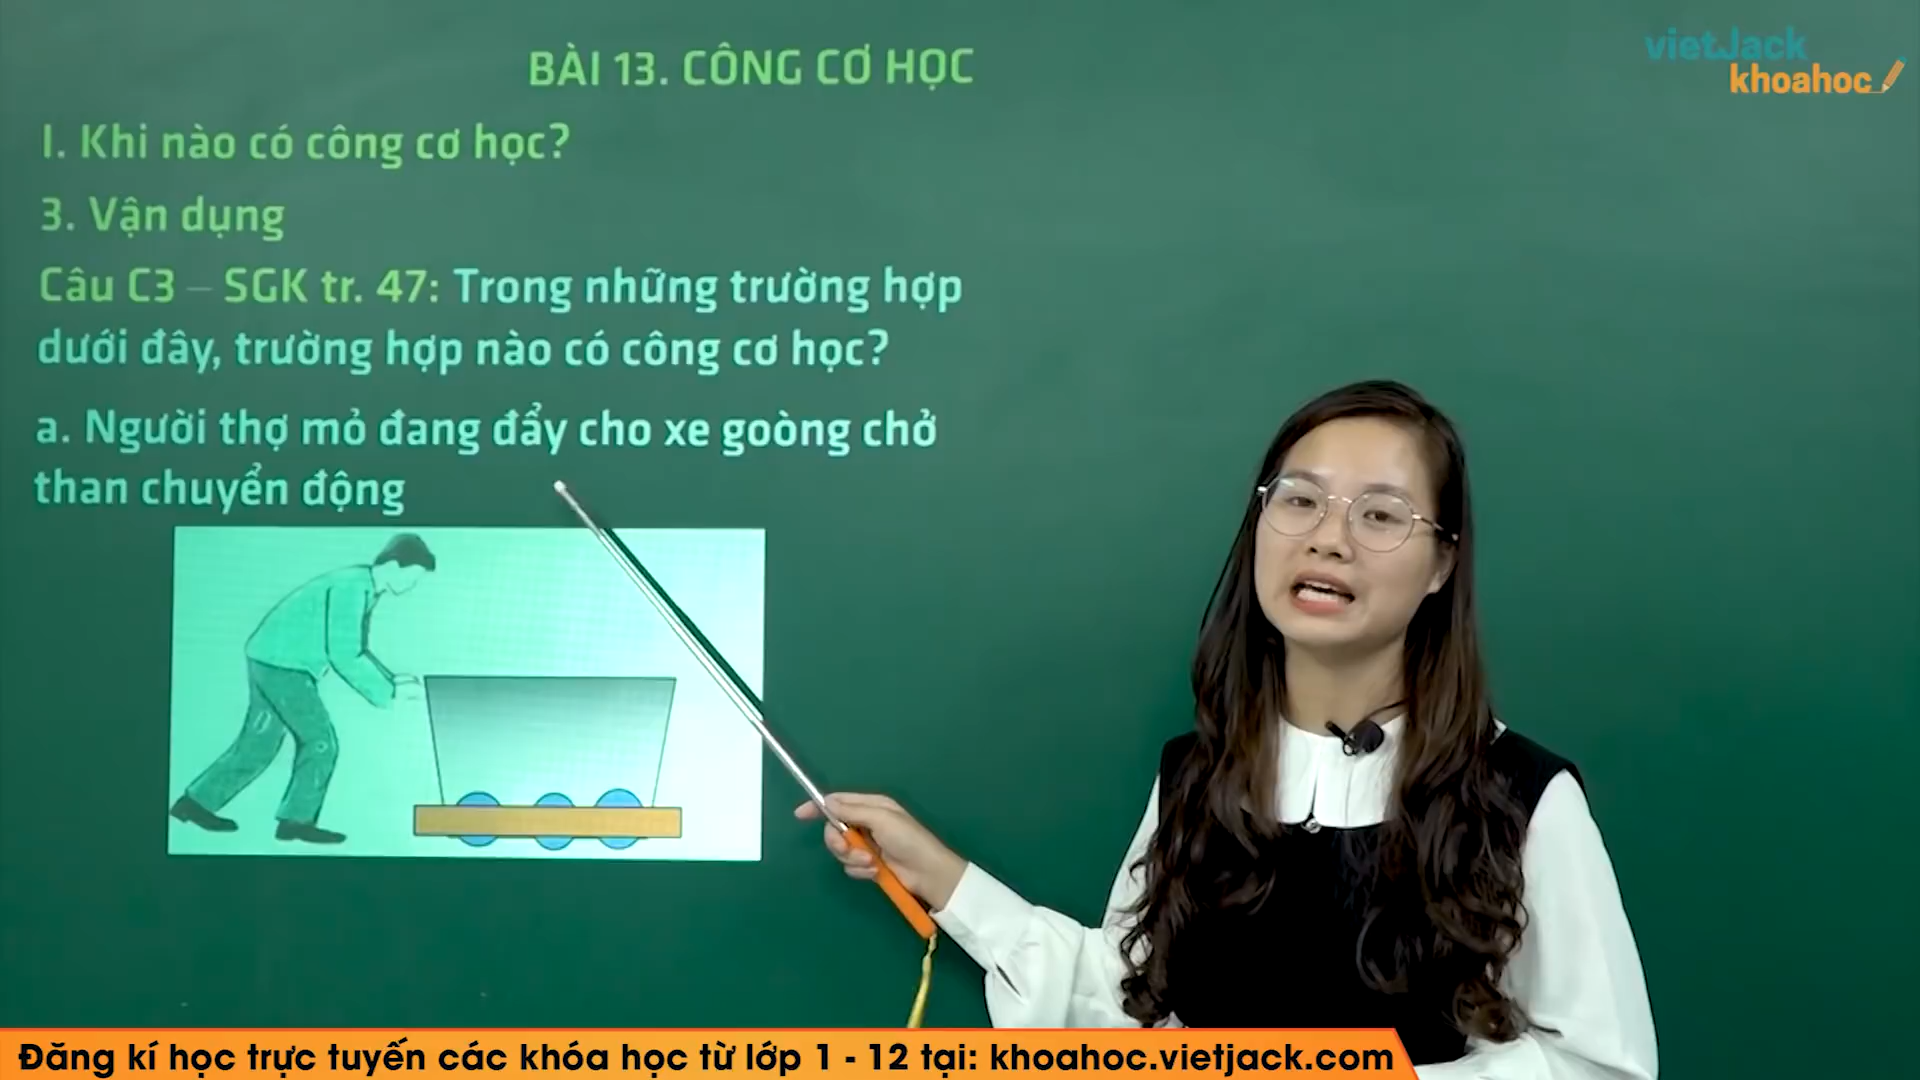 BÀI 13. CÔNG CƠ HỌC
vietJack
khoahoc
I. Khi nào có công cơ học?
3. Vận dụng
Câu C3 – SGK tr. 47: Trong những trường hợp
dưới đây, trường hợp nào có công cơ học?
a. Người thợ mỏ đang đẩy cho xe goòng chở
than chuyển động
Đăng kí học trực tuyến các khóa học từ lớp 1 - 12 tại: khoahoc.vietjack.com